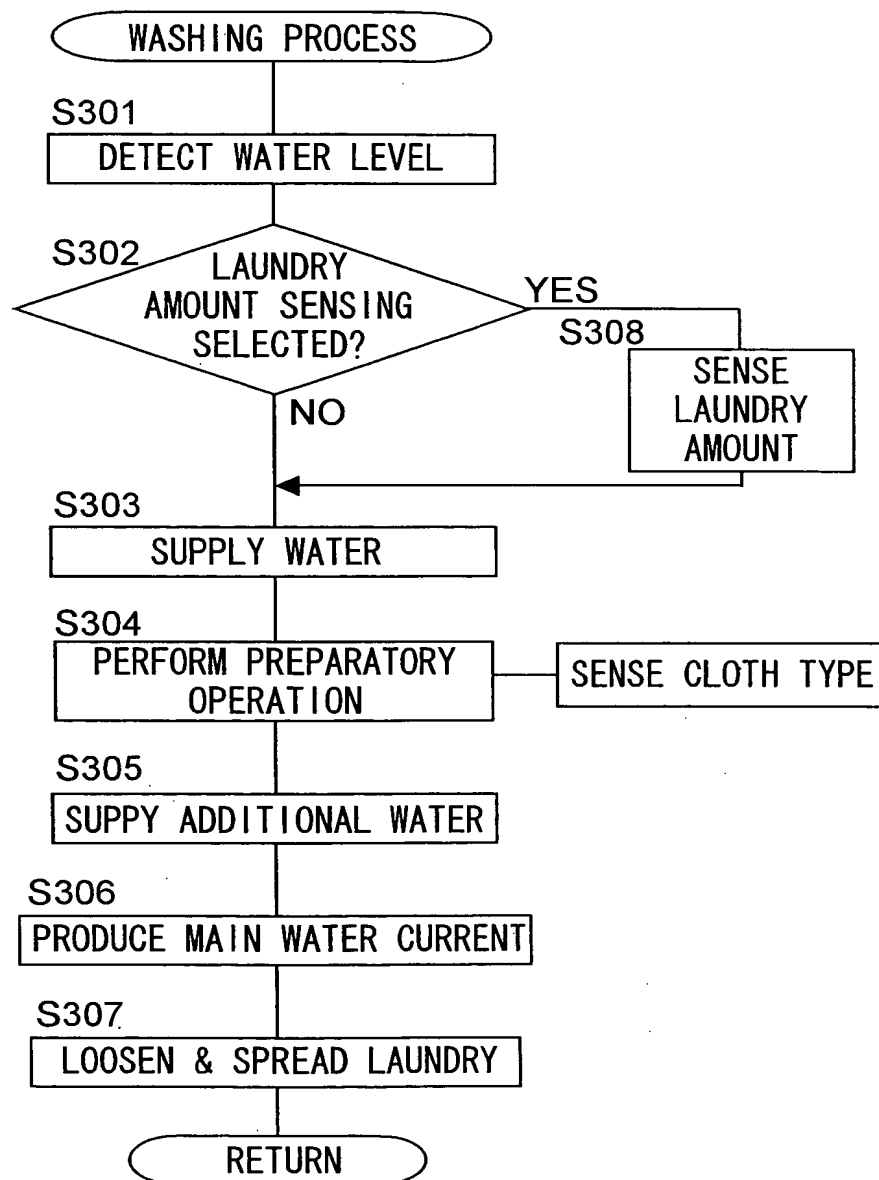 WASHING PROCESS
S301
DETECT WATER LEVEL
S302
LAUNDRY
AMOUNT SENSING
SELECTED?
YES
S308
SENSE
LAUNDRY
AMOUNT
NO
S303
SUPPLY WATER
S304
PERFORM PREPARATORY
OPERATION
SENSE CLOTH TYPE
S305
SUPPY ADDITIONAL WATER
S306
PRODUCE MAIN WATER CURRENT
S307
LOOSEN & SPREAD LAUNDRY
RETURN